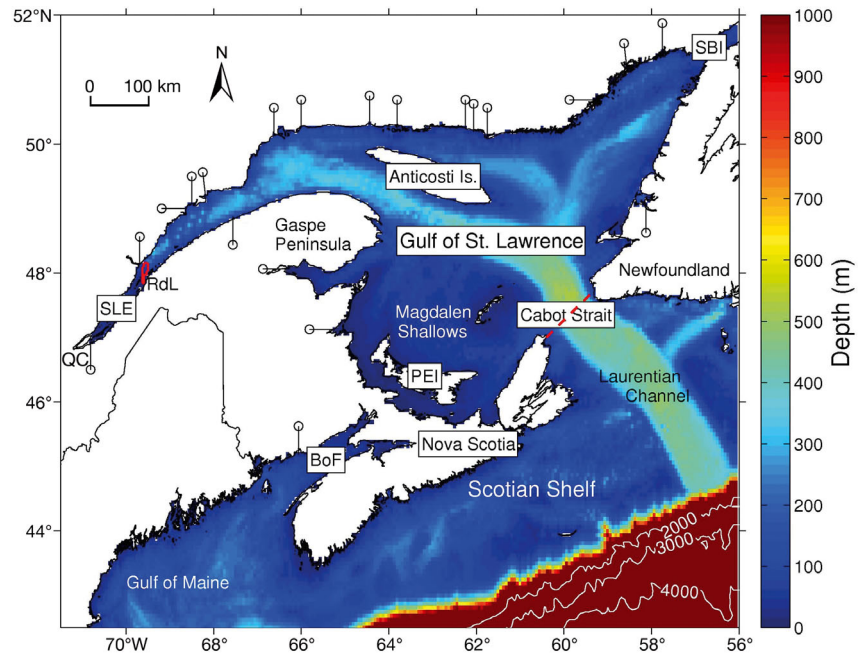 52°N
50
48
46
44
70°W
68
66
64
62
60
58
56
N
0
100 km
SBI
Anticosti Is.
Gaspe
Peninsula
Gulf of St. Lawrence
Newfoundland
RdL
SLE
QC
Magdalen
Shallows
Cabot Strait
PEI
Laurentian
Channel
Nova Scotia
BoF
Scotian Shelf
Gulf of Maine
2000
3000
4000
1000
900
800
700
600
500
400
300
200
100
0
Depth (m)